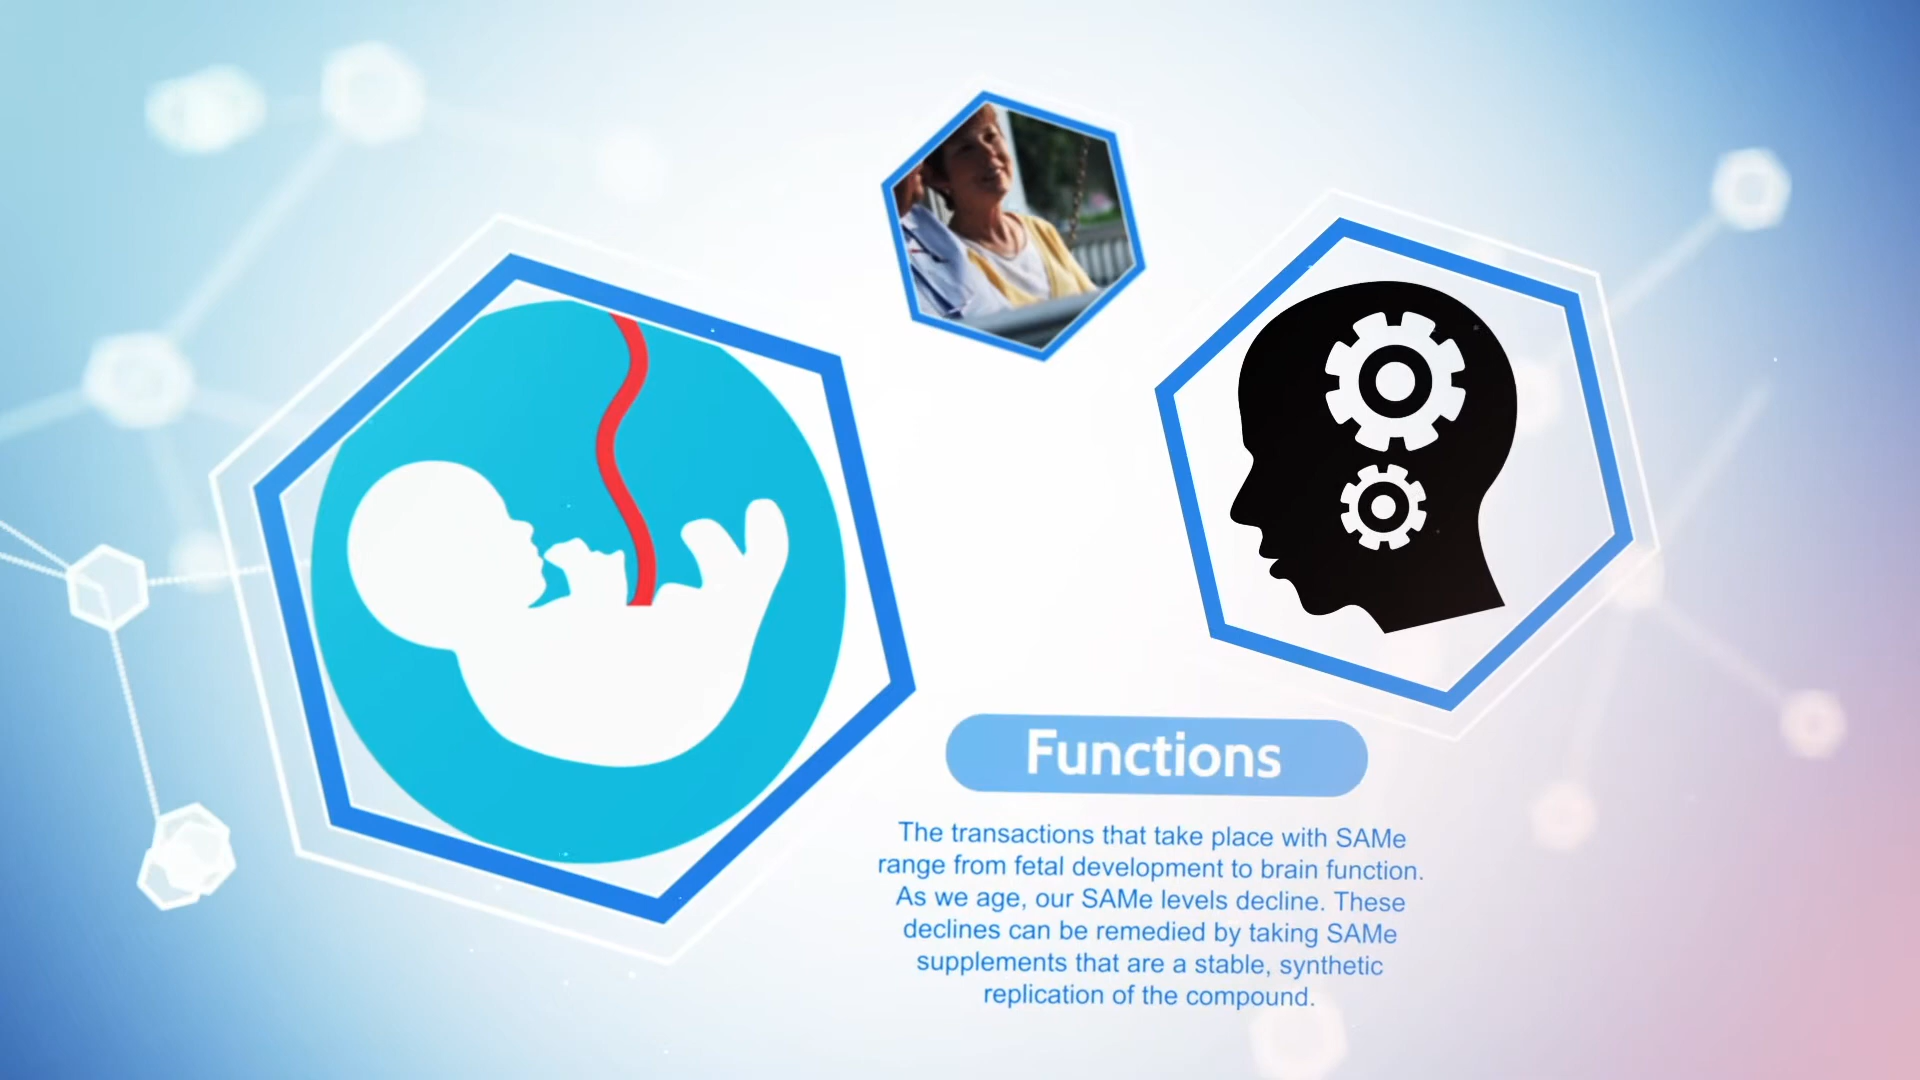 Functions
The transactions that take place with SAMe
range from fetal development to brain function.
As we age, our SAMe levels decline. These
declines can be remedied by taking SAMe
supplements that are a stable, synthetic
replication of the compound.